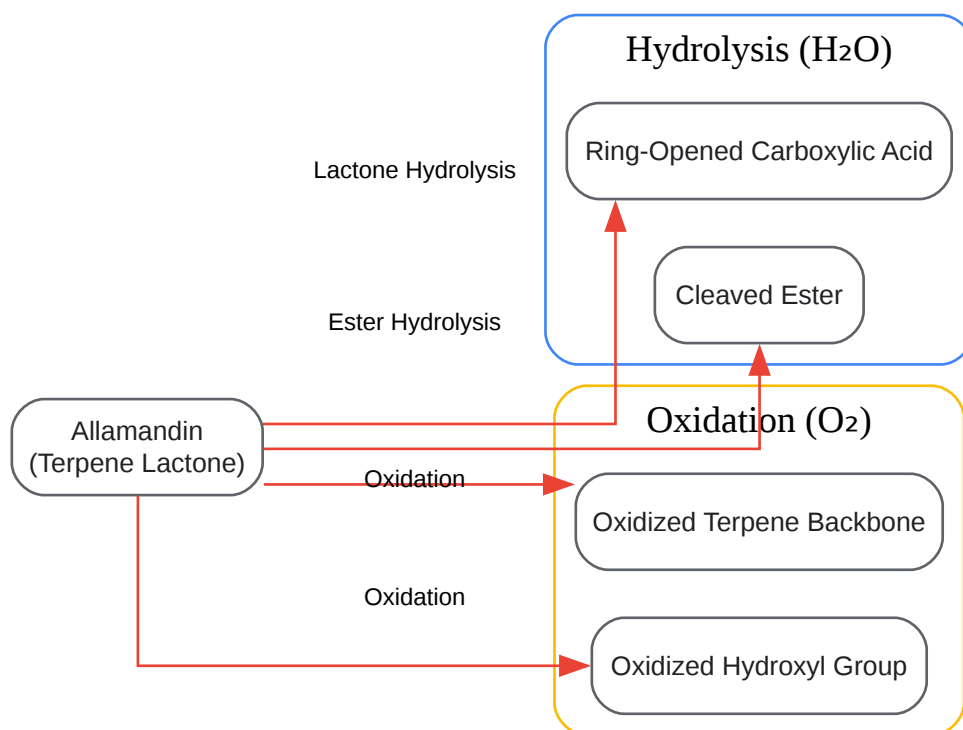 Hydrolysis (H₂O)
Ring-Opened Carboxylic Acid
Lactone Hydrolysis
Cleaved Ester
Ester Hydrolysis
Allamandin
(Terpene Lactone)
Oxidation (O₂)
Oxidation
Oxidized Terpene Backbone
Oxidation
Oxidized Hydroxyl Group